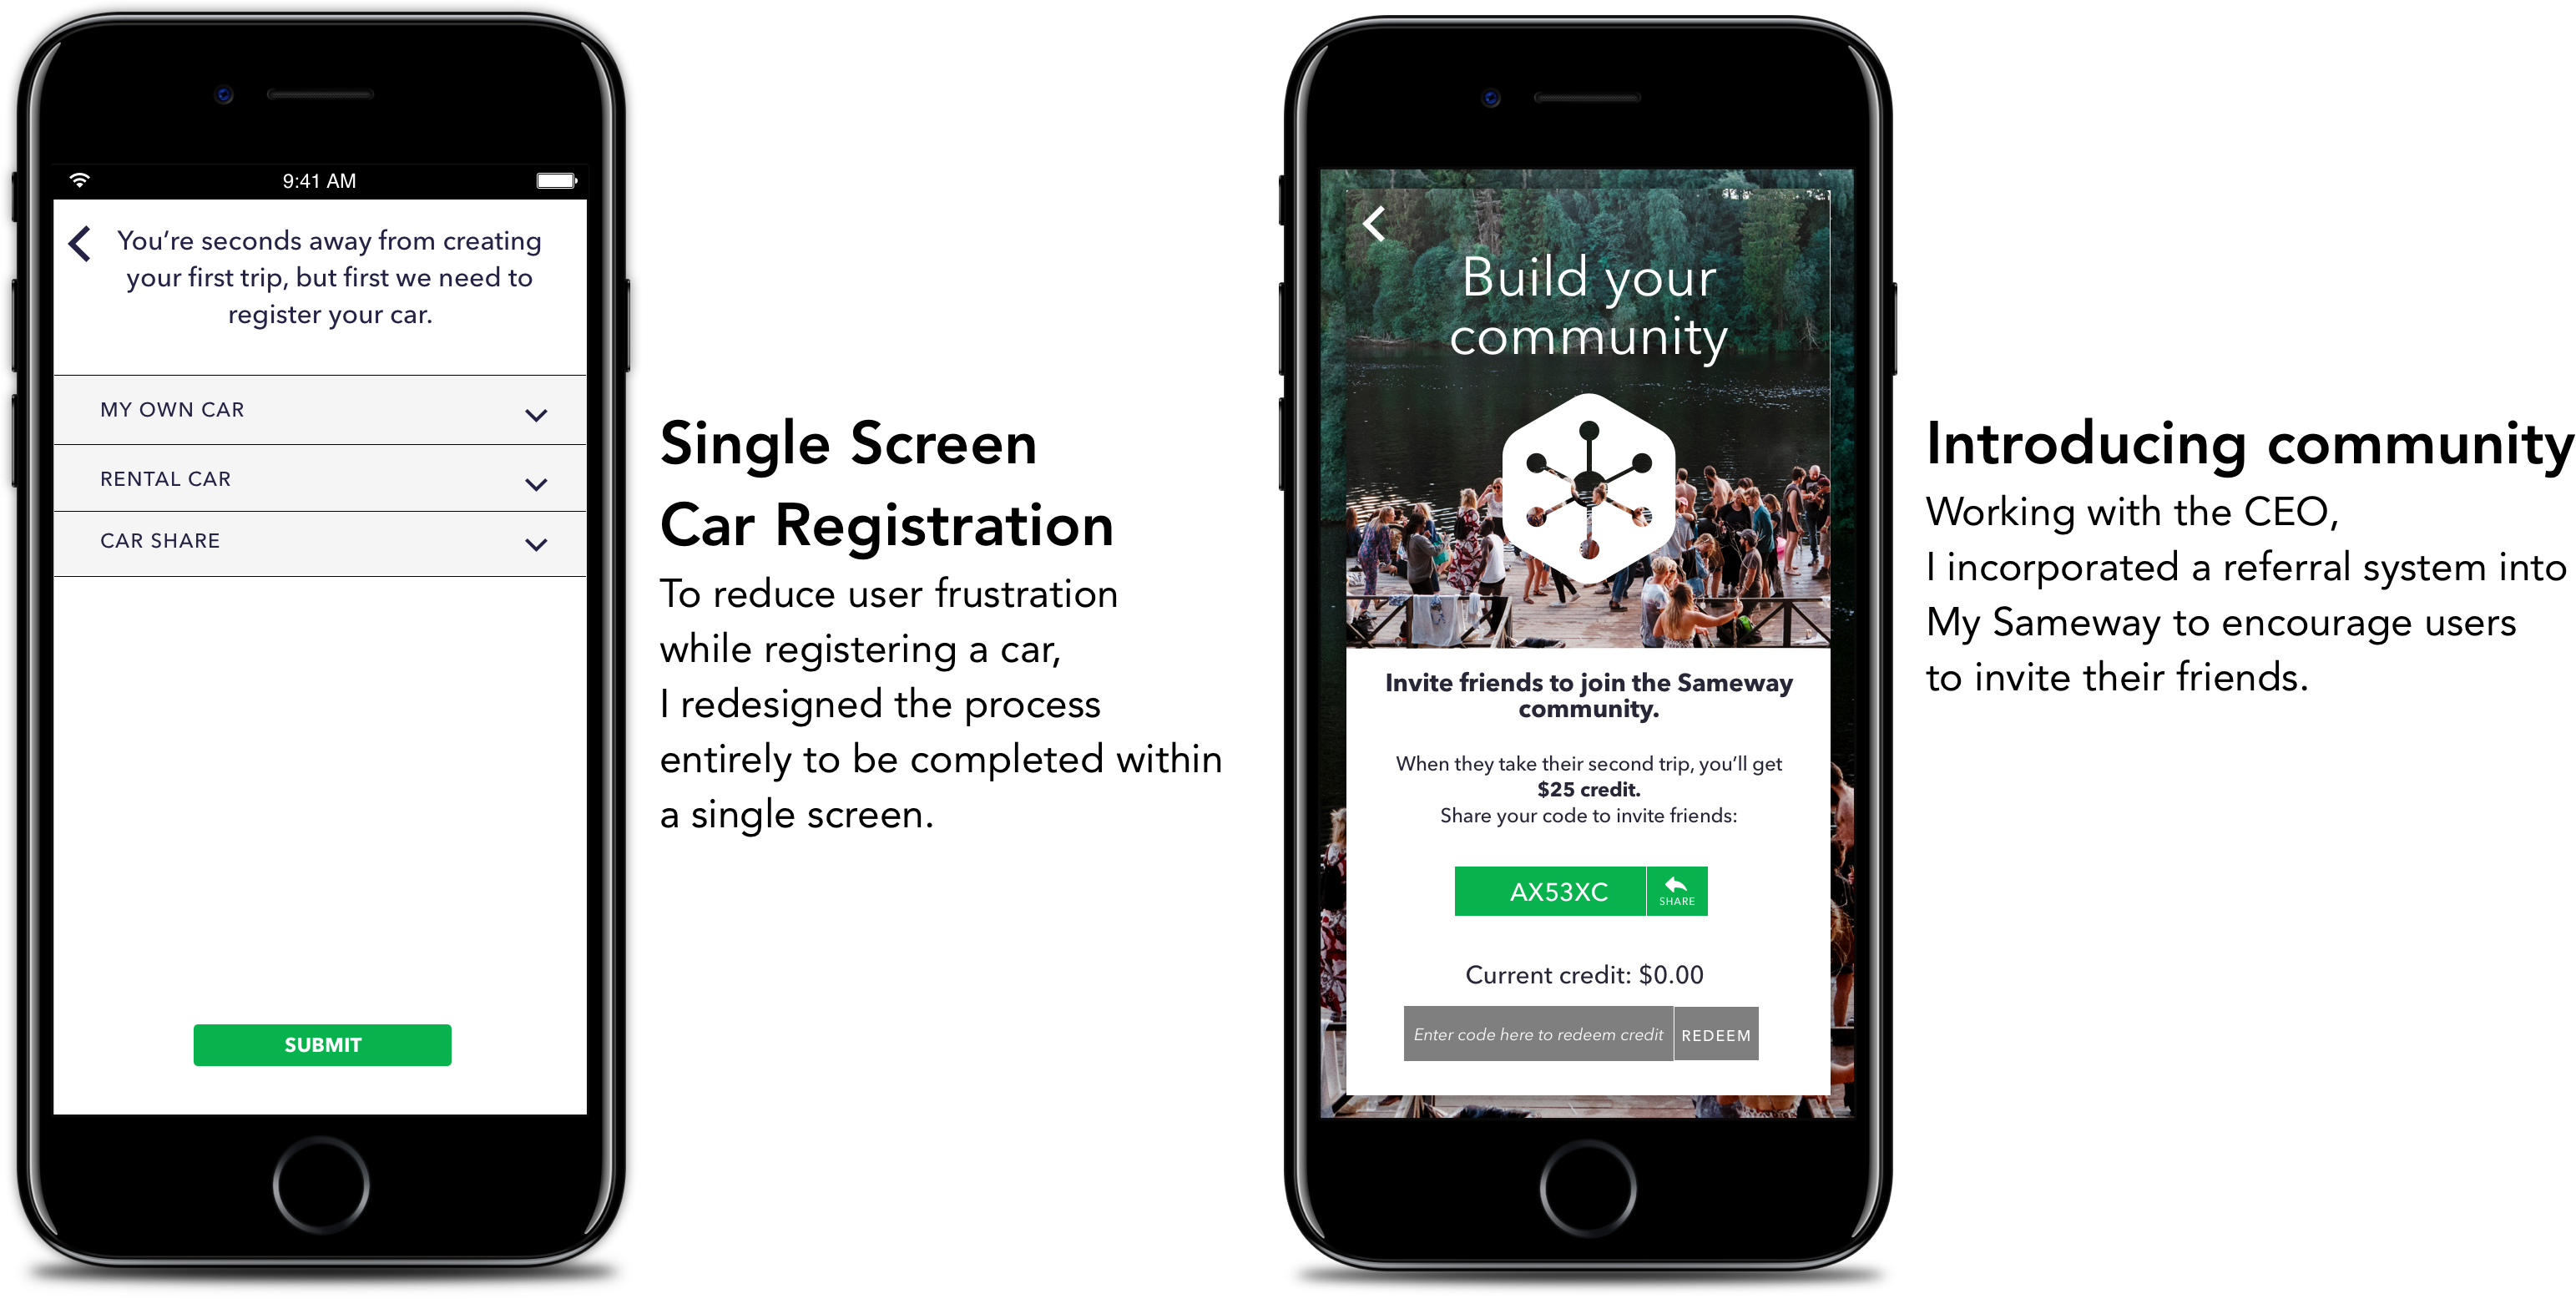 9:41 AM
You’re seconds away from creating
your first trip, but first we need to
register your car.
MY OWN CAR
RENTAL CAR
CAR SHARE
SUBMIT
Single Screen
Car Registration
To reduce user frustration
while registering a car,
I redesigned the process
entirely to be completed within
a single screen.
Build your
community
Invite friends to join the Sameway
community.
When they take their second trip, you’ll get
$25 credit.
Share your code to invite friends:
AX53XC
SHARE
Current credit: $0.00
Enter code here to redeem credit REDEEM
Introducing community
Working with the CEO,
I incorporated a referral system into
My Sameway to encourage users
to invite their friends.